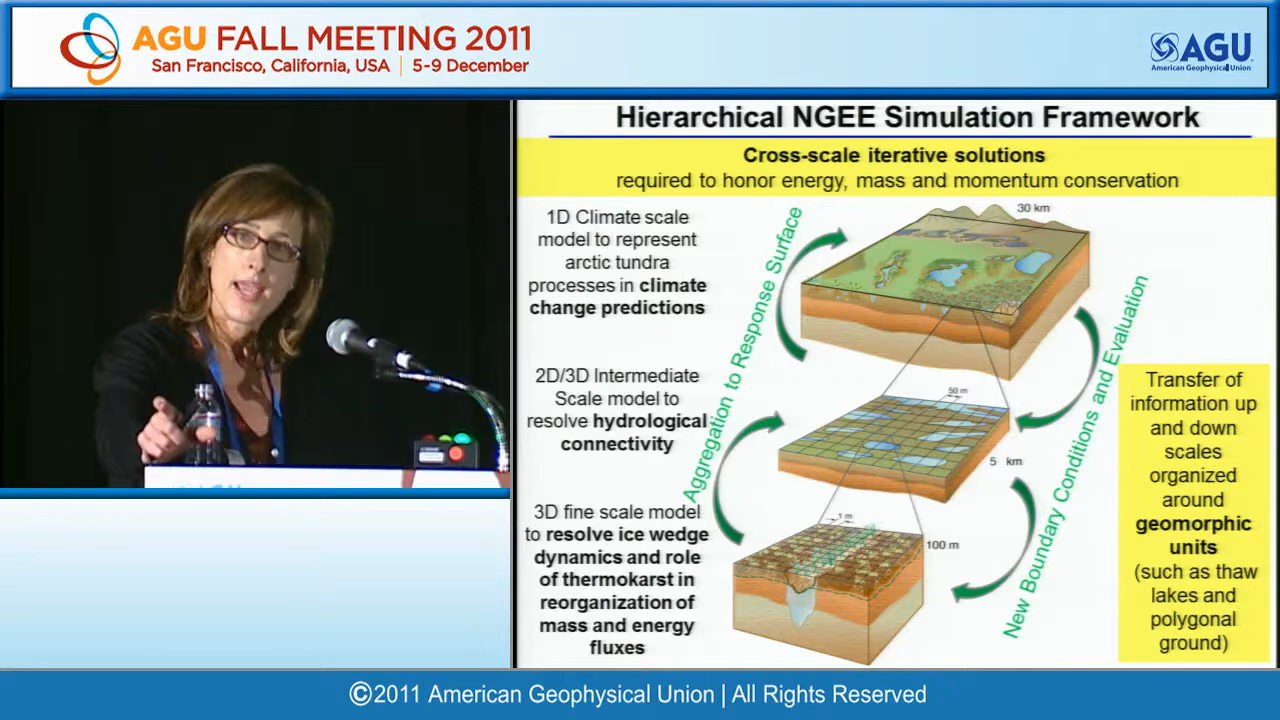 AGU FALL MEETING 2011
San Francisco, California, USA | 5-9 December
AGU
American Geophysical Union
Hierarchical NGEE Simulation Framework
Cross-scale iterative solutions
required to honor energy, mass and momentum conservation
1D Climate scale
model to represent
arctic tundra
processes in climate
change predictions
2D/3D Intermediate
Scale model to
resolve hydrological
connectivity
3D fine scale model
to resolve ice wedge
dynamics and role
of thermokarst in
reorganization of
mass and energy
fluxes
Aggregation to Response Surface
30 km
50 m
5 km
1 m
100 m
New Boundary Conditions and Evaluation
Transfer of
information up
and down
scales
organized
around
geomorphic
units
(such as thaw
lakes and
polygonal
ground)
©2011 American Geophysical Union | All Rights Reserved